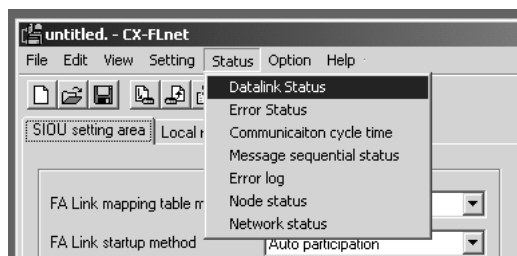 untitled. - CX-FLnet
File Edit View Setting Status Option Help
Datalink Status
Error Status
SIOU setting area Local
Communicaiton cycle time
Message sequential status
Error log
FA Link mapping table
Node status
Network status
FA Link startup method Auto participation